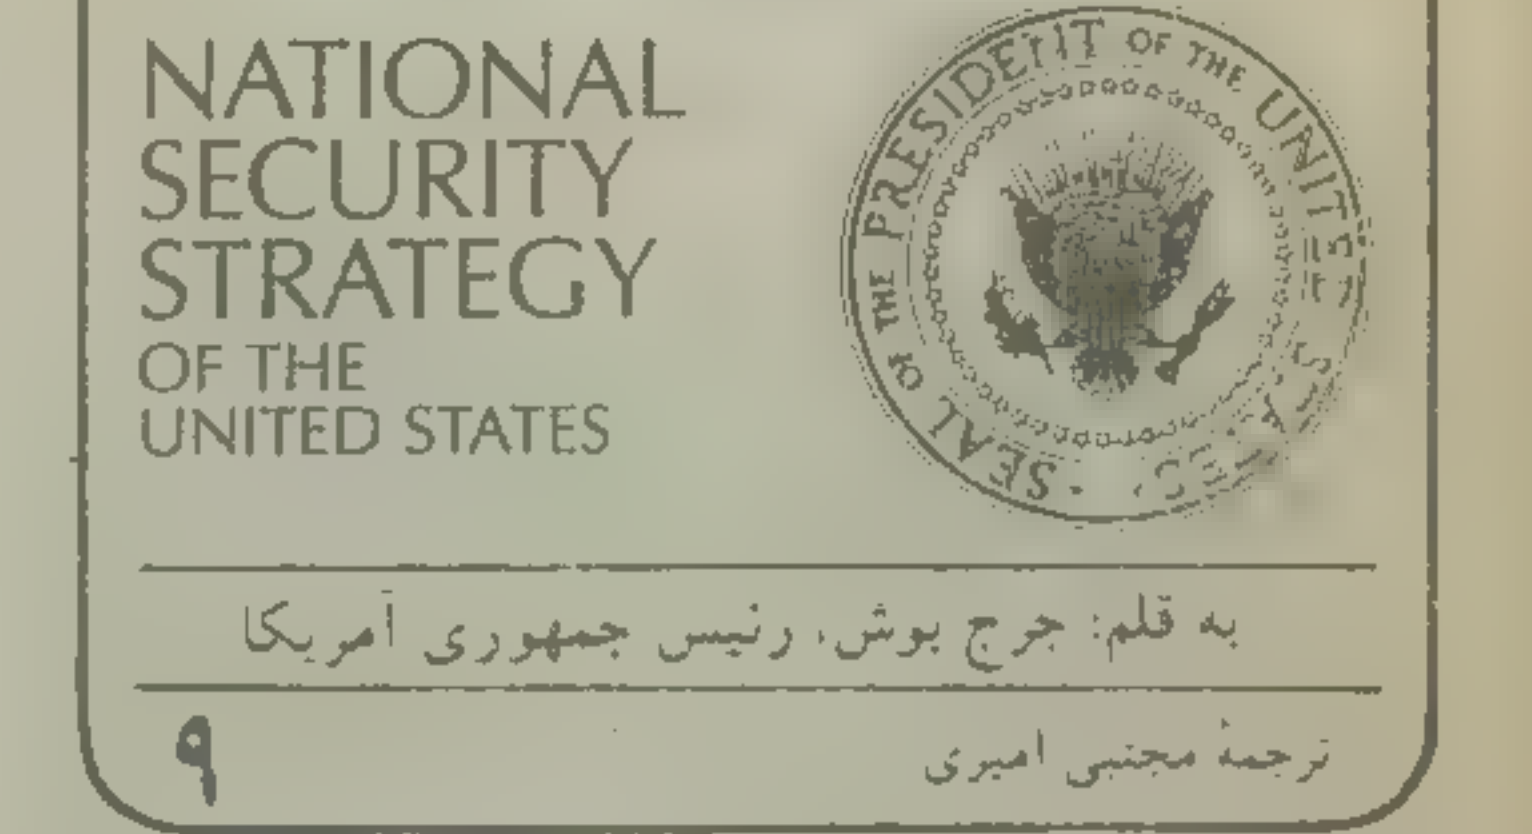 NATIONAL
SECURITY
STRATEGY
OF THE
UNITED STATES
SEAL OF THE PRESIDENT OF THE UNITED STATES
به قلم: جرج بوش، رئیس جمهوری آمریکا
ترجمهٔ مجتبی امیری
۹